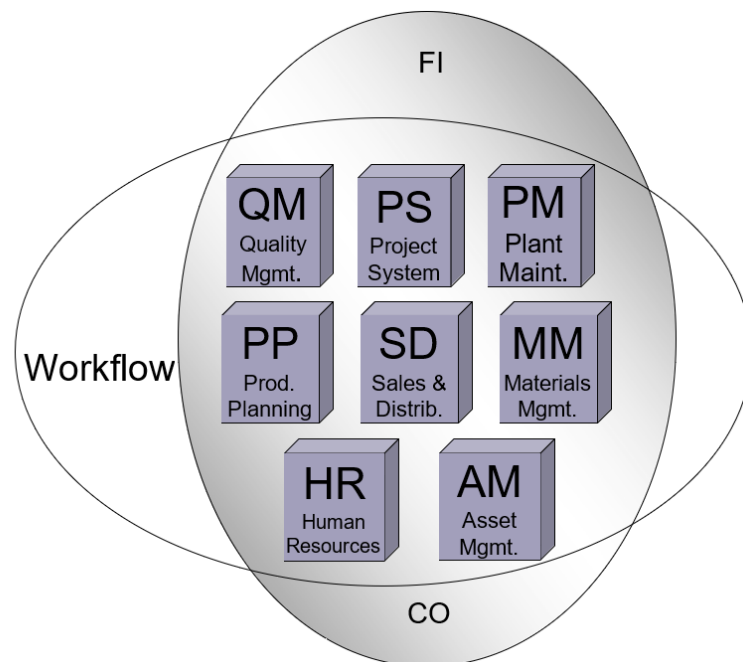 FI
QM
Quality
Mgmt.
PS
Project
System
PM
Plant
Maint.
Workflow
PP
Prod.
Planning
SD
Sales &
Distrib.
MM
Materials
Mgmt.
HR
Human
Resources
AM
Asset
Mgmt.
CO